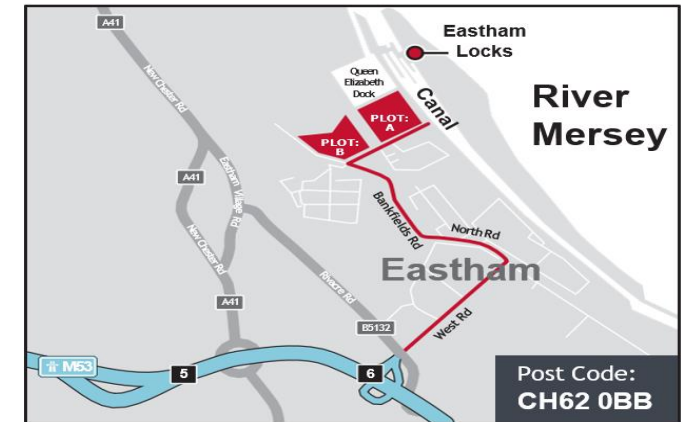 A41
New Chester Rd
Eastham
Locks
Queen
Elizabeth
Dock
Canal
River
Mersey
PLOT:
A
PLOT:
B
A41
Eastham Village Rd
New Chester Rd
Bankfields Rd
North Rd
Eastham
Rivacre Rd
A41
B5132
West Rd
M53
5
6
Post Code:
CH62 0BB